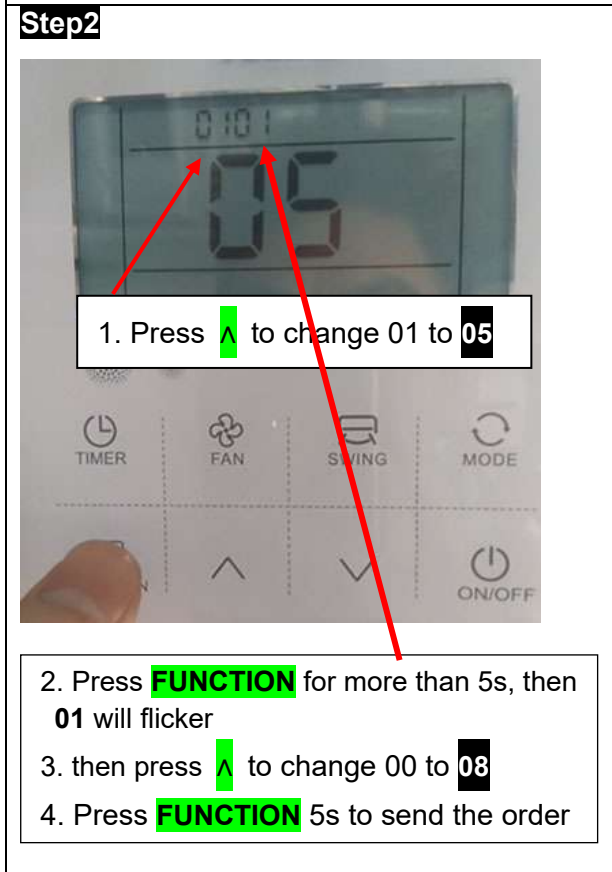 Step2
0101
05
1. Press ∧ to change 01 to 05
TIMER FAN SWING MODE
N ON/OFF
2. Press FUNCTION for more than 5s, then
01 will flicker
3. then press ∧ to change 00 to 08
4. Press FUNCTION 5s to send the order